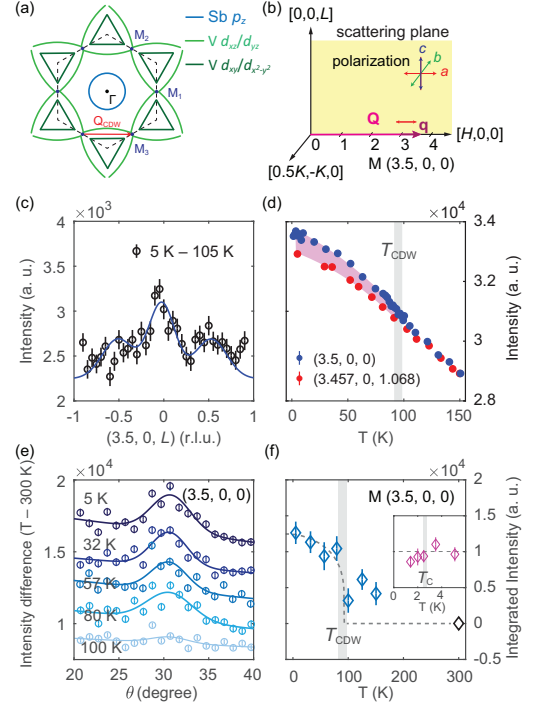 (a)
Sb p_z
V d_xz/d_yz
V d_xy/d_x²-y²
M₂
M₁
M₃
Γ
Q_CDW
(b)
[0,0,L]
scattering plane
polarization
c
b
a
Q
q
0 1 2 3 4
[H,0,0]
M (3.5, 0, 0)
[0.5K,-K,0]
(c)
×10³
5 K – 105 K
Intensity (a. u.)
4
3.5
3
2.5
2
-1 -0.5 0 0.5 1
(3.5, 0, L) (r.l.u.)
(d)
×10⁴
3.4
3.2
3
2.8
T_CDW
(3.5, 0, 0)
(3.457, 0, 1.068)
Intensity (a. u.)
0 50 100 150
T (K)
(e)
×10⁴
(3.5, 0, 0)
Intensity difference (T – 300 K)
2
1.5
1
5 K
32 K
57 K
80 K
100 K
20 25 30 35 40
θ (degree)
(f)
×10⁴
M (3.5, 0, 0)
Integrated Intensity (a. u.)
2
1.5
1
0.5
0
-0.5
T_C
0 2 4
T (K)
T_CDW
0 100 200 300
T (K)